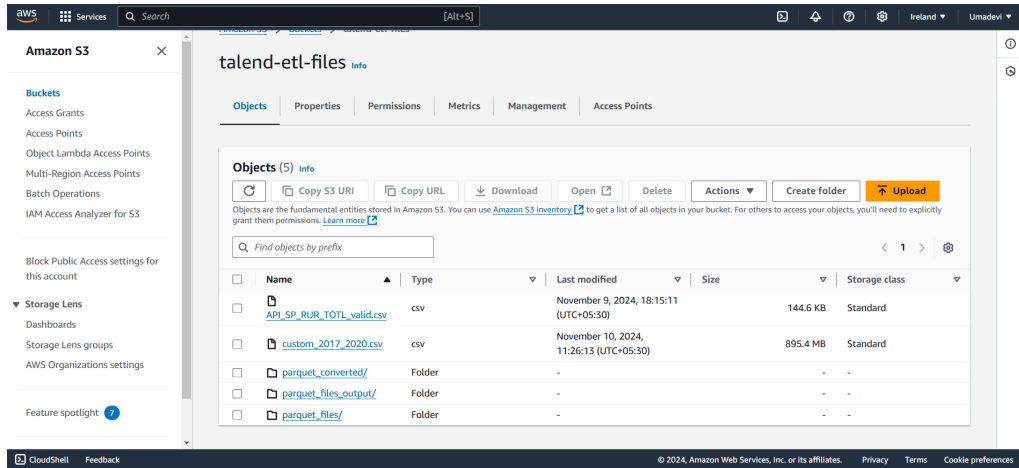 aws Services Search [Alt+S] Ireland ▼ Umadevi ▼
Amazon S3
Buckets
Access Grants
Access Points
Object Lambda Access Points
Multi-Region Access Points
Batch Operations
IAM Access Analyzer for S3
Block Public Access settings for
this account
▼ Storage Lens
Dashboards
Storage Lens groups
AWS Organizations settings
Feature spotlight 7
Amazon S3 > Buckets > talend-etl-files
talend-etl-files Info
Objects Properties Permissions Metrics Management Access Points
Objects (5) Info
Copy S3 URI Copy URL Download Open Delete Actions ▼ Create folder Upload
Objects are the fundamental entities stored in Amazon S3. You can use Amazon S3 inventory to get a list of all objects in your bucket. For others to access your objects, you'll need to explicitly
grant them permissions. Learn more
Find objects by prefix
< 1 >
Name ▲ Type Last modified Size Storage class
API_SP_RUR_TOTL_valid.csv csv November 9, 2024, 18:15:11
(UTC+05:30) 144.6 KB Standard
custom_2017_2020.csv csv November 10, 2024,
11:26:13 (UTC+05:30) 895.4 MB Standard
parquet_converted/ Folder - - -
parquet_files_output/ Folder - - -
parquet_files/ Folder - - -
CloudShell Feedback © 2024, Amazon Web Services, Inc. or its affiliates. Privacy Terms Cookie preferences